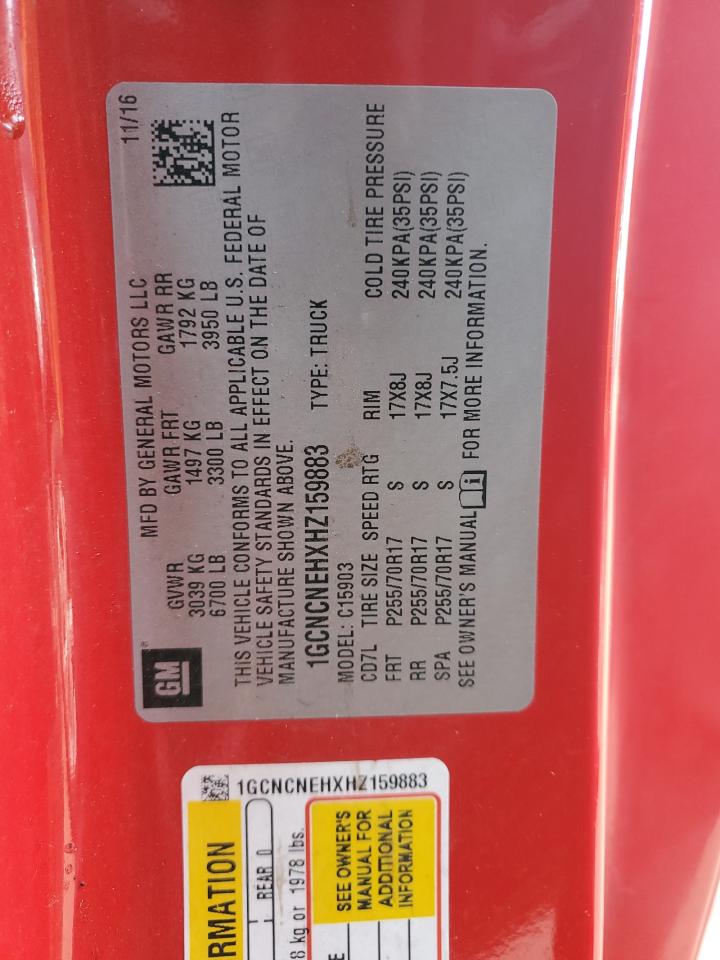 MFD BY GENERAL MOTORS LLC 11/16
GM
GVWR GAWR FRT GAWR RR
3039 KG 1497 KG 1792 KG
6700 LB 3300 LB 3950 LB
THIS VEHICLE CONFORMS TO ALL APPLICABLE U.S. FEDERAL MOTOR
VEHICLE SAFETY STANDARDS IN EFFECT ON THE DATE OF
MANUFACTURE SHOWN ABOVE.
1GCNCNEHXHZ159883 TYPE: TRUCK
MODEL: C15903
CD7L TIRE SIZE SPEED RTG RIM COLD TIRE PRESSURE
FRT P255/70R17 S 17X8J 240KPA(35PSI)
RR P255/70R17 S 17X8J 240KPA(35PSI)
SPA P255/70R17 S 17X7.5J 240KPA(35PSI)
SEE OWNER'S MANUAL FOR MORE INFORMATION.
1GCNCNEHXHZ159883
RMATION
REAR 0
8 kg or 1978 lbs.
SEE OWNER'S
MANUAL FOR
ADDITIONAL
INFORMATION